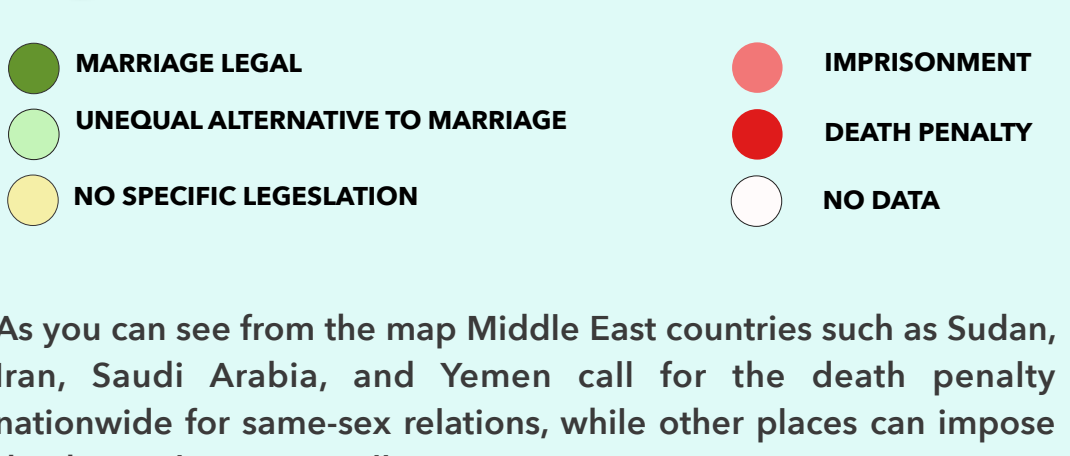 MARRIAGE LEGAL
UNEQUAL ALTERNATIVE TO MARRIAGE
NO SPECIFIC LEGESLATION
IMPRISONMENT
DEATH PENALTY
NO DATA
As you can see from the map Middle East countries such as Sudan,
Iran, Saudi Arabia, and Yemen call for the death penalty
nationwide for same-sex relations, while other places can impose